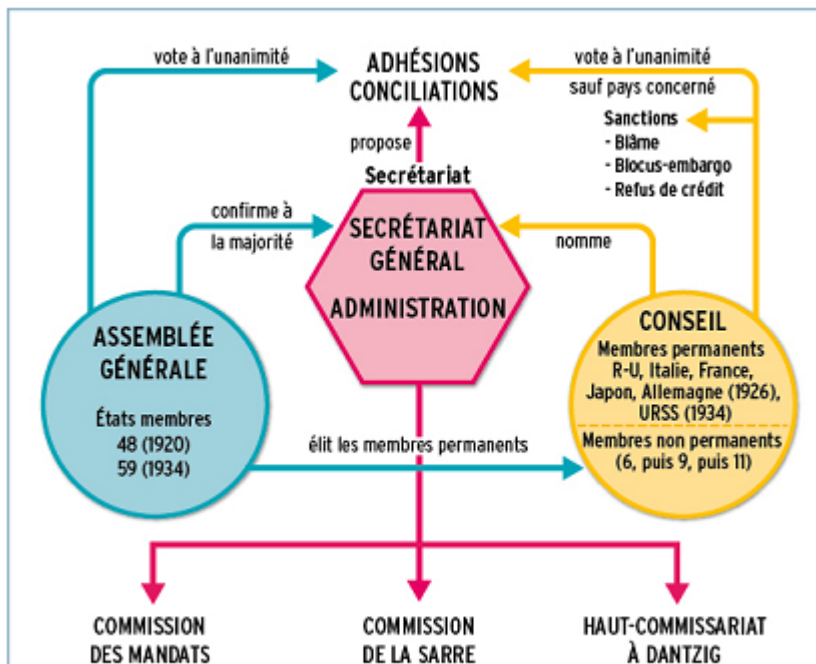 vote à l'unanimité
ADHÉSIONS
CONCILIATIONS
vote à l'unanimité
sauf pays concerné
Sanctions
- Blâme
- Blocus-embargo
- Refus de crédit
propose
Secrétariat
confirme à
la majorité
SECRÉTARIAT
GÉNÉRAL
ADMINISTRATION
nomme
ASSEMBLÉE
GÉNÉRALE
États membres
48 (1920)
59 (1934)
CONSEIL
Membres permanents
R-U, Italie, France,
Japon, Allemagne (1926),
URSS (1934)
Membres non permanents
(6, puis 9, puis 11)
élit les membres permanents
COMMISSION
DES MANDATS
COMMISSION
DE LA SARRE
HAUT-COMMISSARIAT
À DANTZIG